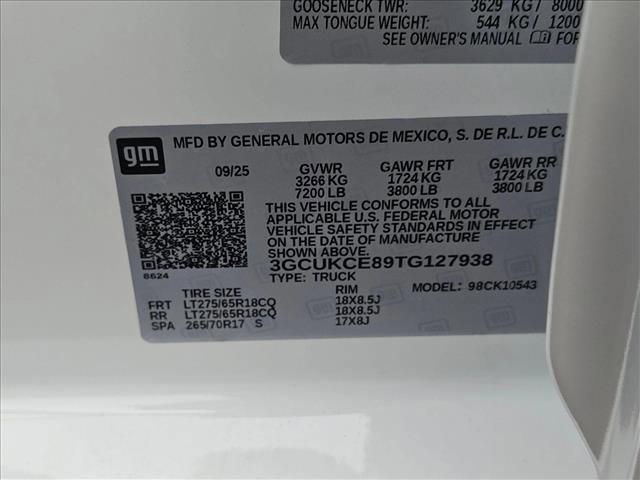 GOOSENECK TWR: 3629 KG/ 8000
MAX TONGUE WEIGHT: 544 KG/ 1200
SEE OWNER'S MANUAL FOR
gm
MFD BY GENERAL MOTORS DE MEXICO, S. DE R.L. DE C.
09/25 GVWR GAWR FRT GAWR RR
3266 KG 1724 KG 1724 KG
7200 LB 3800 LB 3800 LB
THIS VEHICLE CONFORMS TO ALL
APPLICABLE U.S. FEDERAL MOTOR
VEHICLE SAFETY STANDARDS IN EFFECT
ON THE DATE OF MANUFACTURE
SHOWN ABOVE.
8624
3GCUKCE89TG127938
TYPE: TRUCK MODEL: 98CK10543
TIRE SIZE RIM
FRT LT275/65R18CQ 18X8.5J
RR LT275/65R18CQ 18X8.5J
SPA 265/70R17 S 17X8J